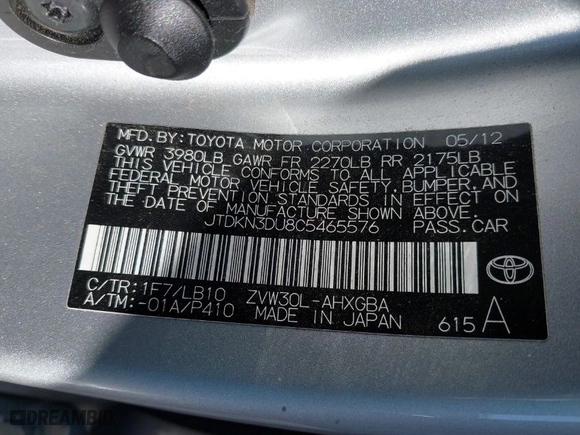 MFD.BY: TOYOTA MOTOR CORPORATION 05/12
GVWR 3980LB GAWR FR 2270LB RR 2175LB
THIS VEHICLE CONFORMS TO ALL APPLICABLE
FEDERAL MOTOR VEHICLE SAFETY, BUMPER, AND
THEFT PREVENTION STANDARDS IN EFFECT ON
THE DATE OF MANUFACTURE SHOWN ABOVE.
JTDKN3DU8C5465576 PASS.CAR
C/TR: 1F7/LB10 ZVW30L-AHXGBA
A/TM: -01A/P410 MADE IN JAPAN 615 A
DREAMBID